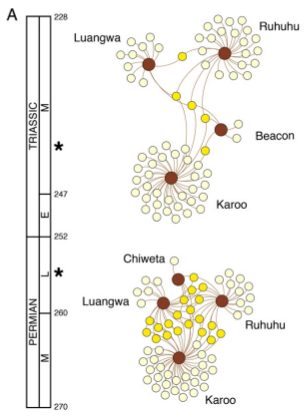 A
228
Luangwa
Ruhuhu
TRIASSIC
M
Beacon
*
247
Karoo
E
252
Chiweta
*
L
Luangwa
260
Ruhuhu
PERMIAN
M
Karoo
270